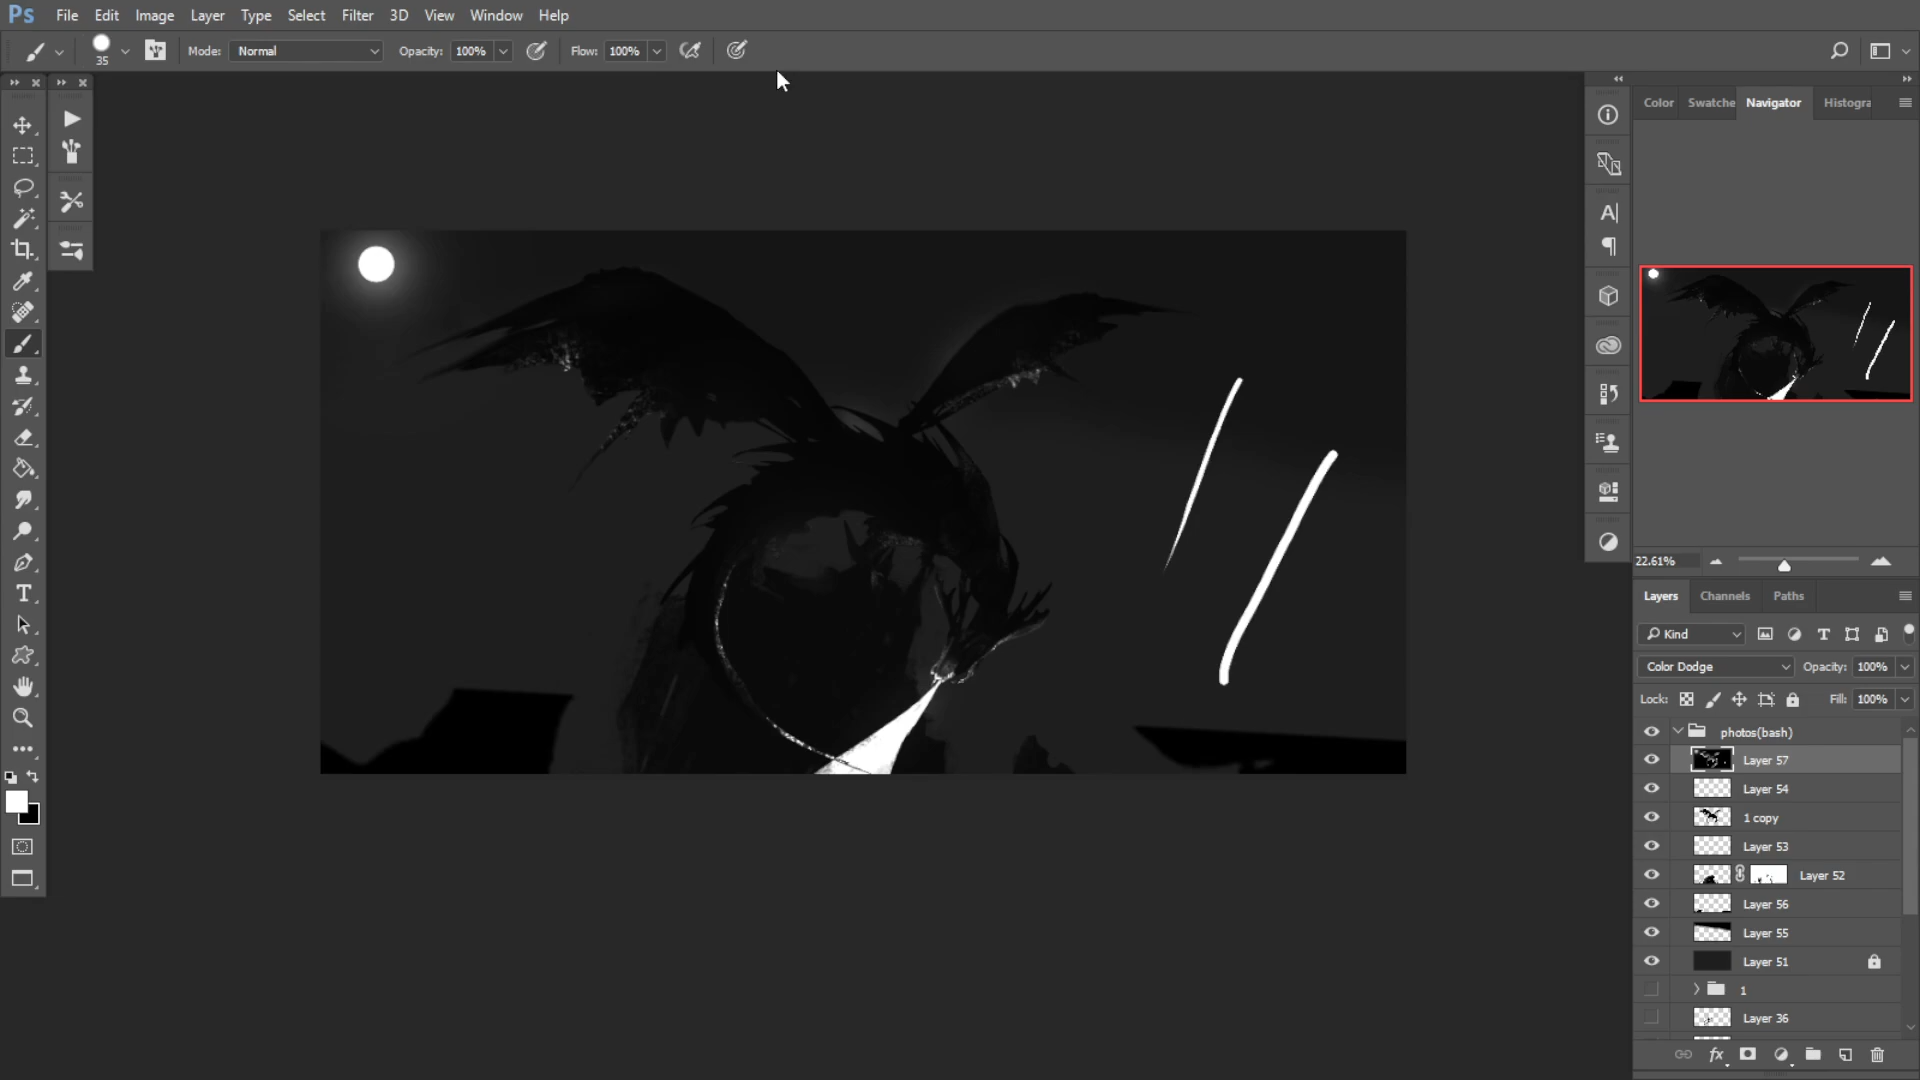 Ps File Edit Image Layer Type Select Filter 3D View Window Help
35 Mode: Normal Opacity: 100% Flow: 100%
Color Swatche Navigator Histogra
22.61%
Layers Channels Paths
Kind
Color Dodge Opacity: 100%
Lock: Fill: 100%
photos(bash)
Layer 57
Layer 54
1 copy
Layer 53
Layer 52
Layer 56
Layer 55
Layer 51
1
Layer 36
fx